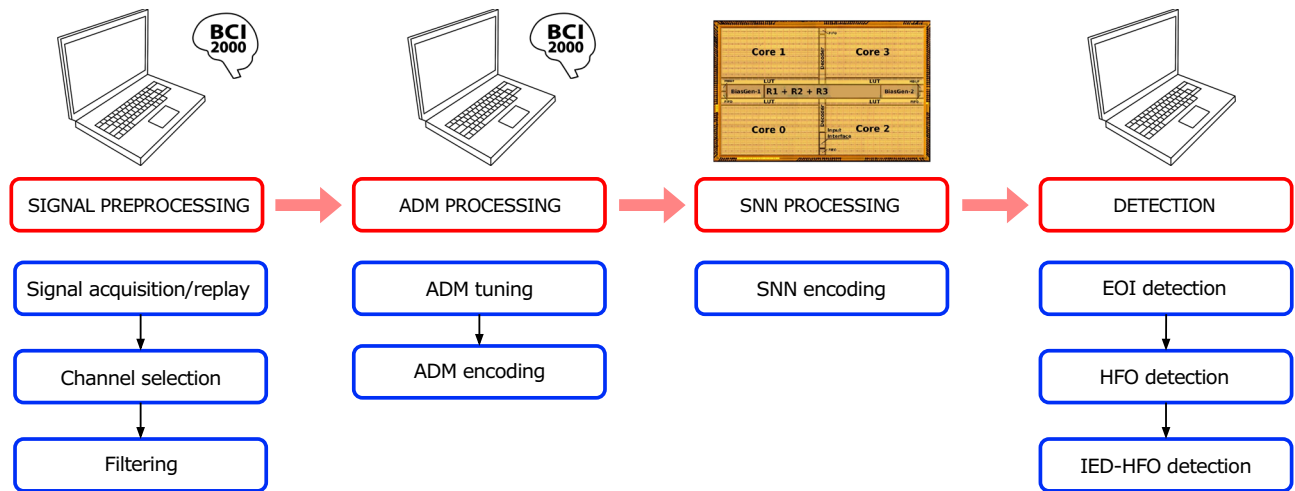 BCI
2000
BCI
2000
Core 1
Core 3
Decoder
LUT
LUT
BiasGen-1
R1 + R2 + R3
BiasGen-2
LUT
LUT
Decoder
Core 0
Input
Interface
Core 2
SIGNAL PREPROCESSING
ADM PROCESSING
SNN PROCESSING
DETECTION
Signal acquisition/replay
ADM tuning
SNN encoding
EOI detection
Channel selection
ADM encoding
HFO detection
Filtering
IED-HFO detection